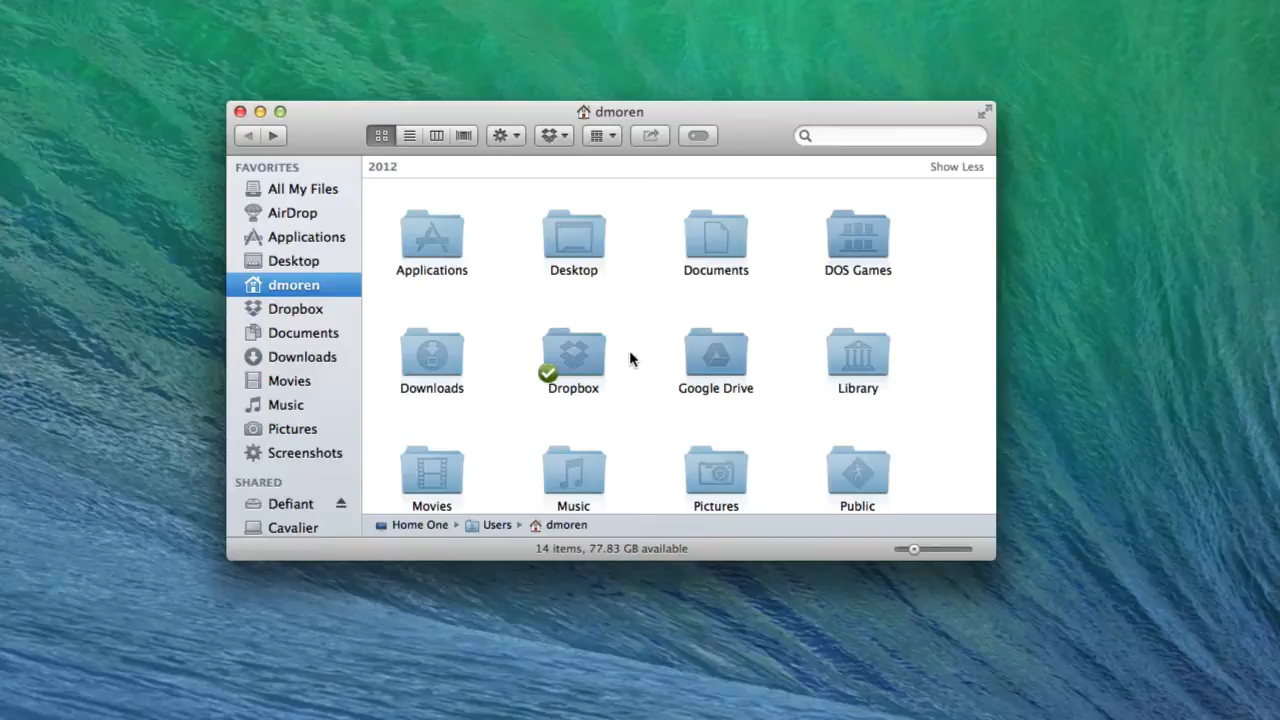 dmoren
FAVORITES
All My Files
AirDrop
Applications
Desktop
dmoren
Dropbox
Documents
Downloads
Movies
Music
Pictures
Screenshots
SHARED
Defiant
Cavalier
2012 Show Less
Applications Desktop Documents DOS Games
Downloads Dropbox Google Drive Library
Movies Music Pictures Public
Home One Users dmoren
14 items, 77.83 GB available